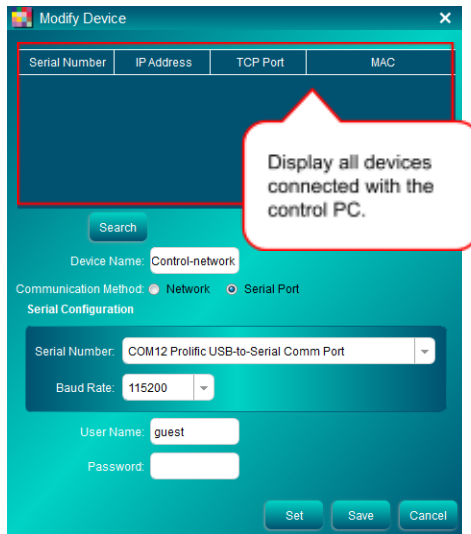 Modify Device
Serial Number IP Address TCP Port MAC
Display all devices
connected with the
control PC.
Search
Device Name: Control-network
Communication Method: Network Serial Port
Serial Configuration
Serial Number: COM12 Prolific USB-to-Serial Comm Port
Baud Rate: 115200
User Name: guest
Password:
Set Save Cancel